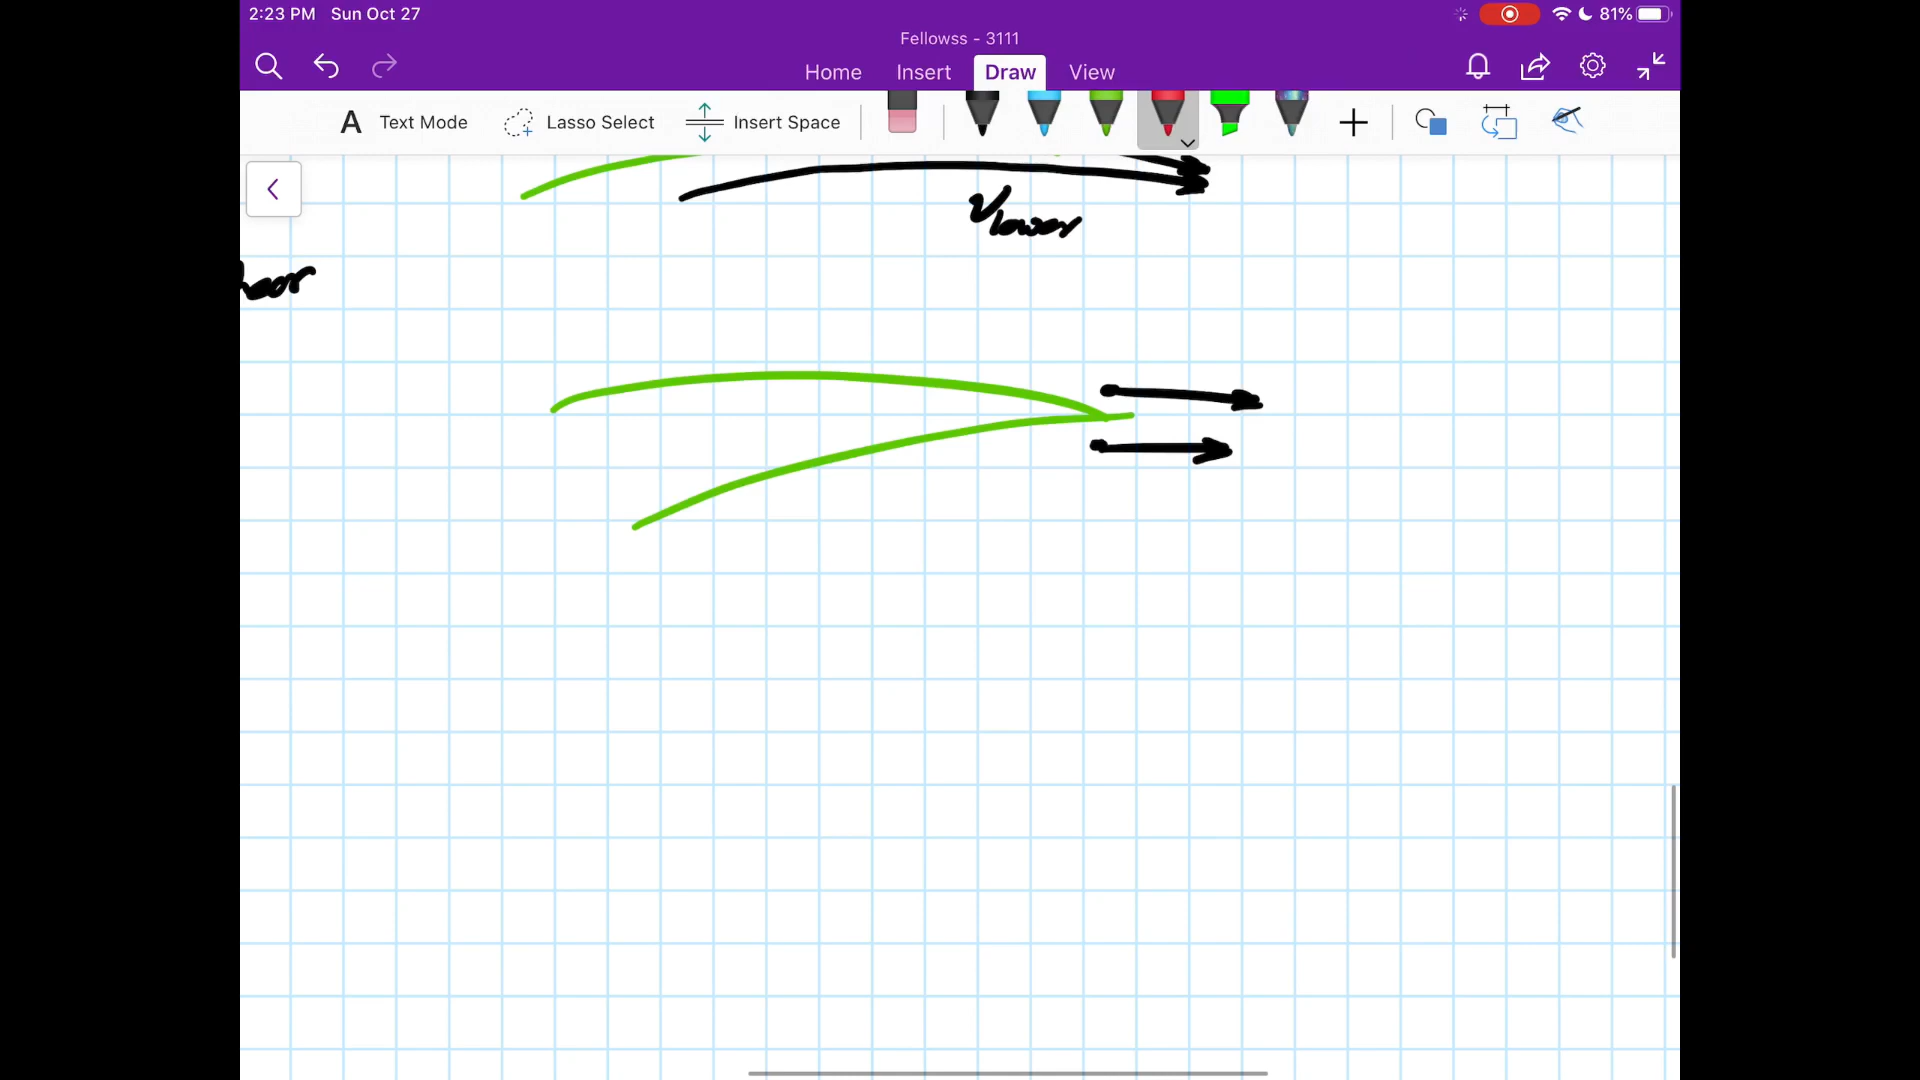 2:23 PM Sun Oct 27 81%
Fellowss - 3111
Home Insert Draw View
A Text Mode Lasso Select Insert Space
V lower